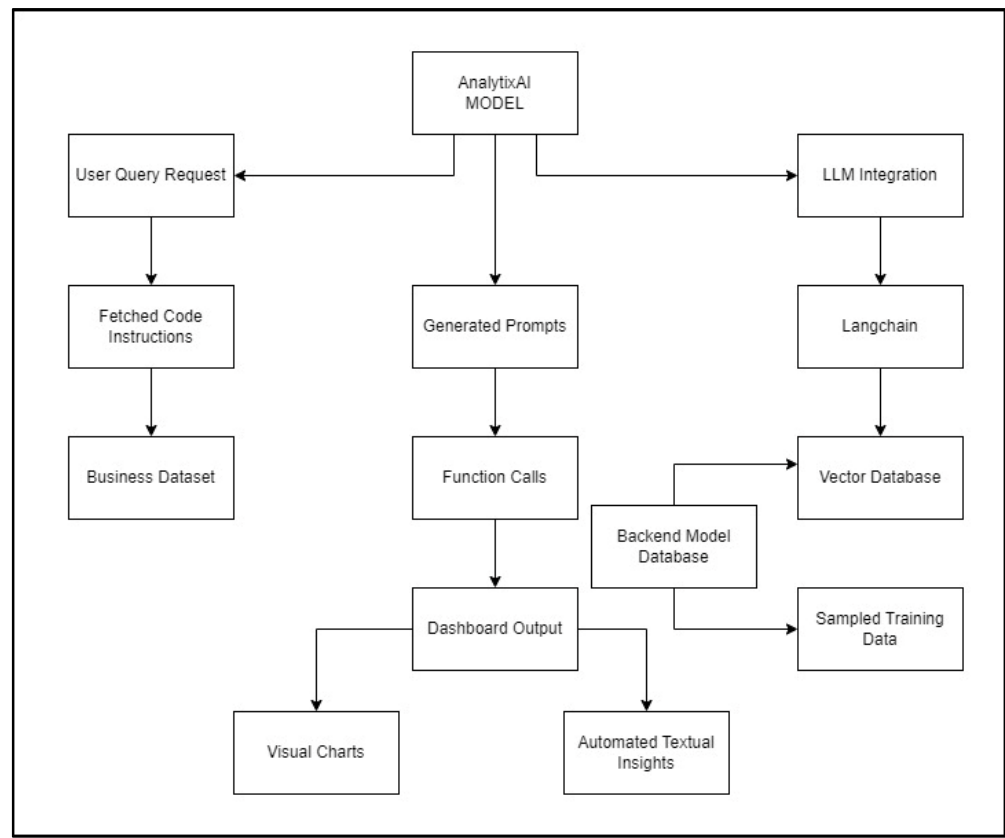 AnalytixAI
MODEL
User Query Request
LLM Integration
Fetched Code
Instructions
Generated Prompts
Langchain
Business Dataset
Function Calls
Vector Database
Backend Model
Database
Dashboard Output
Sampled Training
Data
Visual Charts
Automated Textual
Insights